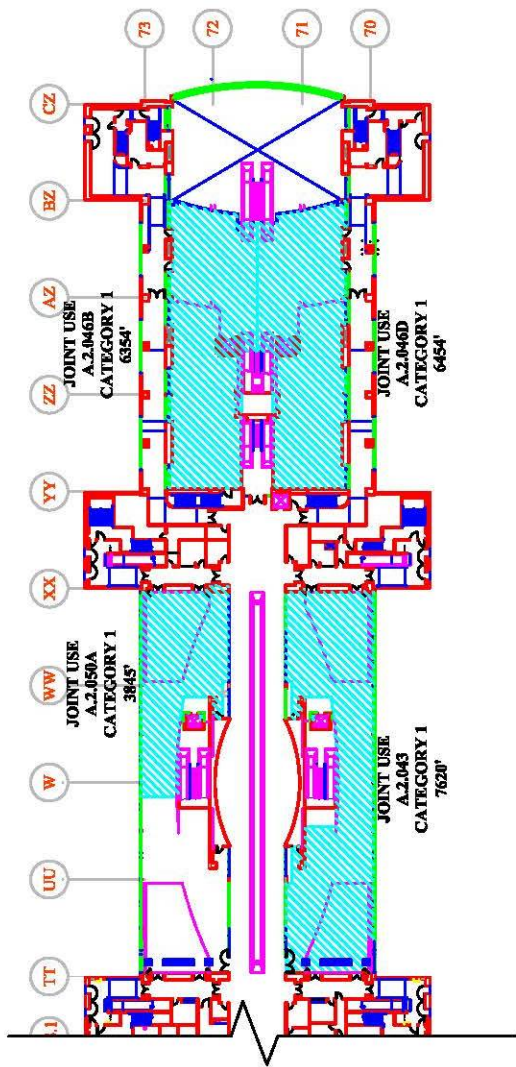 73
72
71
70
CZ
BZ
AZ
ZZ
YY
XX
WW
W
UU
TT
JOINT USE
A.2.046B
CATEGORY 1
6354'
JOINT USE
A.2.046D
CATEGORY 1
6454'
JOINT USE
A.2.050A
CATEGORY 1
3845'
JOINT USE
A.2.043
CATEGORY 1
7620'